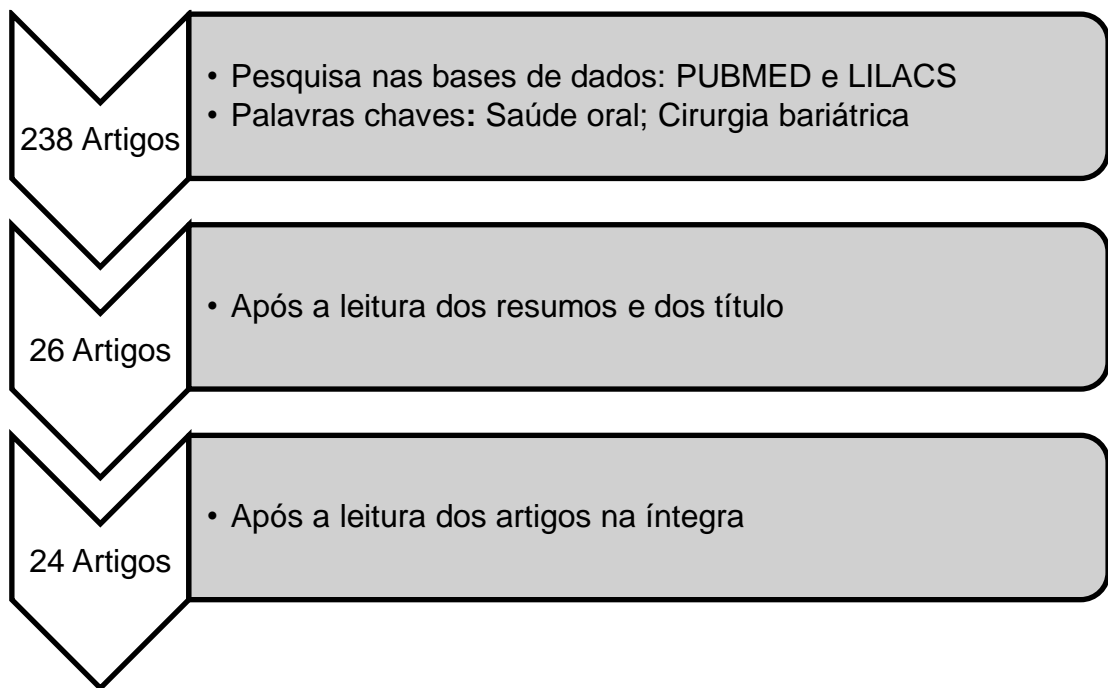 238 Artigos
• Pesquisa nas bases de dados: PUBMED e LILACS
• Palavras chaves: Saúde oral; Cirurgia bariátrica
26 Artigos
• Após a leitura dos resumos e dos título
24 Artigos
• Após a leitura dos artigos na íntegra